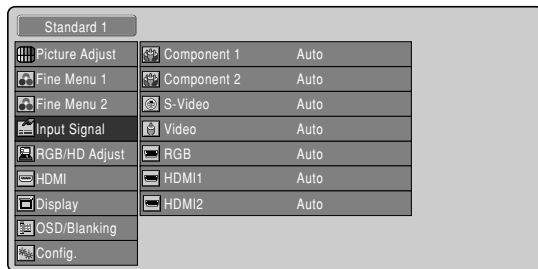 Standard 1
Picture Adjust
Fine Menu 1
Fine Menu 2
Input Signal
RGB/HD Adjust
HDMI
Display
OSD/Blanking
Config.
Component 1 Auto
Component 2 Auto
S-Video Auto
Video Auto
RGB Auto
HDMI1 Auto
HDMI2 Auto